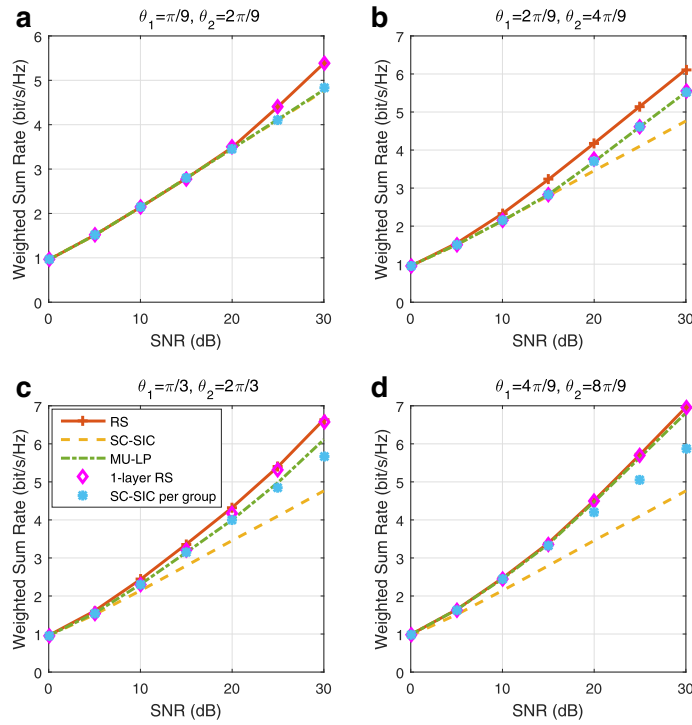 a
θ1=π/9, θ2=2π/9
6
5
4
3
2
1
0
Weighted Sum Rate (bit/s/Hz)
0 10 20 30
SNR (dB)
b
θ1=2π/9, θ2=4π/9
7
6
5
4
3
2
1
0
Weighted Sum Rate (bit/s/Hz)
0 10 20 30
SNR (dB)
c
θ1=π/3, θ2=2π/3
7
6
5
4
3
2
1
0
Weighted Sum Rate (bit/s/Hz)
RS
SC-SIC
MU-LP
1-layer RS
SC-SIC per group
0 10 20 30
SNR (dB)
d
θ1=4π/9, θ2=8π/9
7
6
5
4
3
2
1
0
Weighted Sum Rate (bit/s/Hz)
0 10 20 30
SNR (dB)